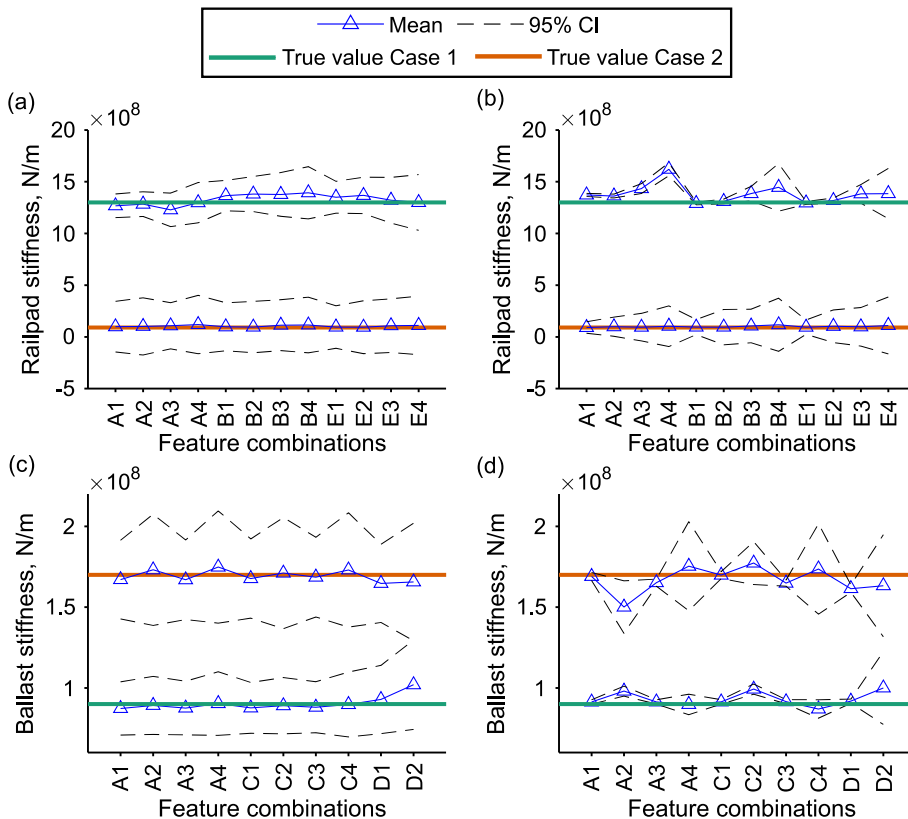 Mean
95% CI
True value Case 1
True value Case 2
(a)
×10^8
20
15
10
5
0
-5
Railpad stiffness, N/m
A1 A2 A3 A4 B1 B2 B3 B4 E1 E2 E3 E4
Feature combinations
(b)
×10^8
20
15
10
5
0
-5
Railpad stiffness, N/m
A1 A2 A3 A4 B1 B2 B3 B4 E1 E2 E3 E4
Feature combinations
(c)
×10^8
2
1.5
1
Ballast stiffness, N/m
A1 A2 A3 A4 C1 C2 C3 C4 D1 D2
Feature combinations
(d)
×10^8
2
1.5
1
Ballast stiffness, N/m
A1 A2 A3 A4 C1 C2 C3 C4 D1 D2
Feature combinations